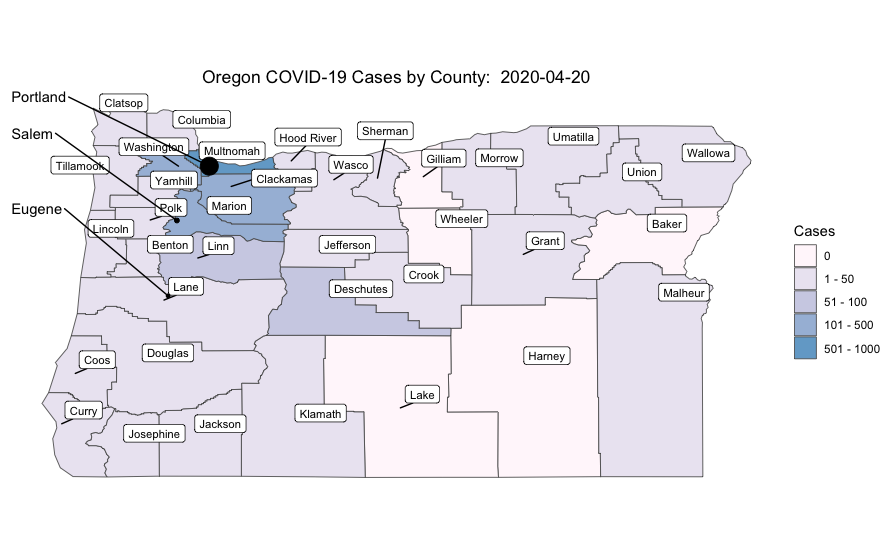 Oregon COVID-19 Cases by County: 2020-04-20
Portland
Salem
Eugene
Clatsop
Columbia
Washington
Multnomah
Hood River
Sherman
Umatilla
Wallowa
Tillamook
Yamhill
Clackamas
Wasco
Gilliam
Morrow
Union
Polk
Marion
Lincoln
Wheeler
Baker
Benton
Linn
Jefferson
Grant
Crook
Lane
Deschutes
Malheur
Coos
Douglas
Harney
Curry
Lake
Klamath
Josephine
Jackson
Cases
0
1 - 50
51 - 100
101 - 500
501 - 1000